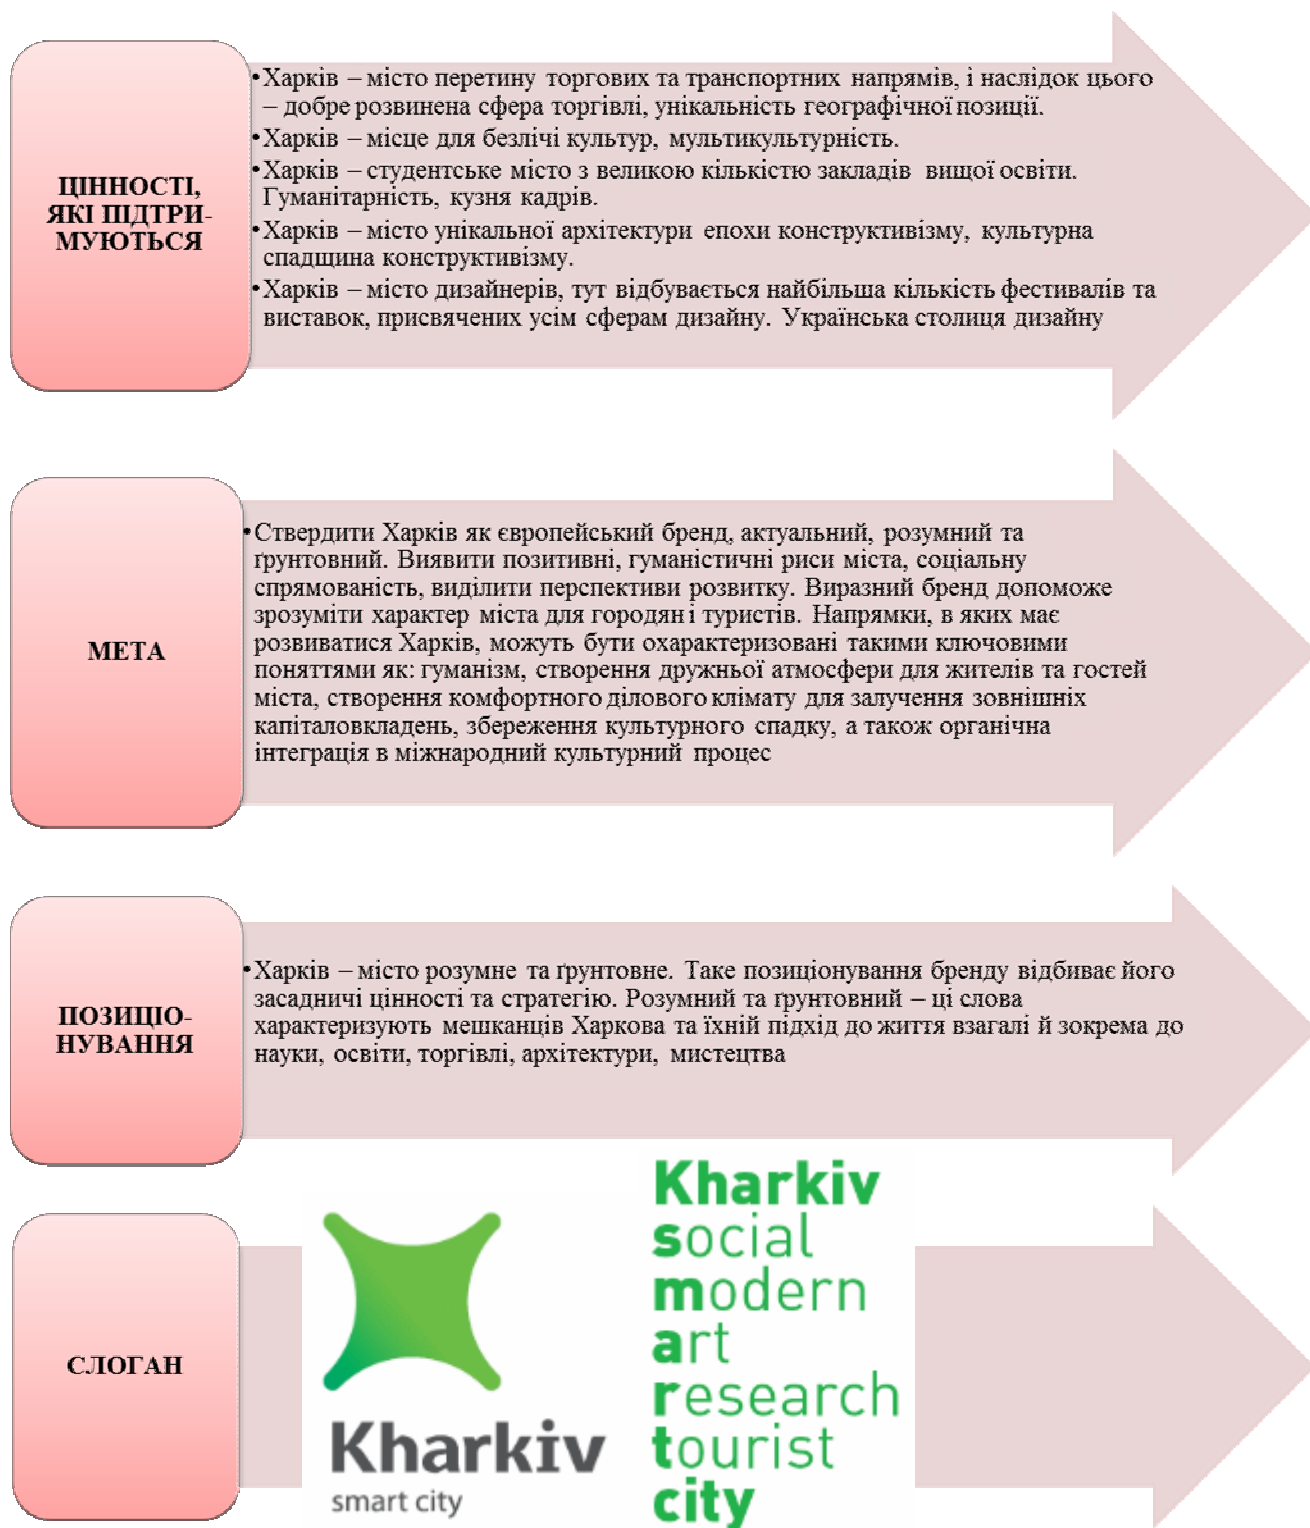 ЦІННОСТІ,
ЯКІ ПІДТРИ-
МУЮТЬСЯ
•Харків – місто перетину торгових та транспортних напрямів, і наслідок цього
– добре розвинена сфера торгівлі, унікальність географічної позиції.
•Харків – місце для безлічі культур, мультикультурність.
•Харків – студентське місто з великою кількістю закладів вищої освіти.
Гуманітарність, кузня кадрів.
•Харків – місто унікальної архітектури епохи конструктивізму, культурна
спадщина конструктивізму.
•Харків – місто дизайнерів, тут відбувається найбільша кількість фестивалів та
виставок, присвячених усім сферам дизайну. Українська столиця дизайну
МЕТА
•Ствердити Харків як європейський бренд, актуальний, розумний та
ґрунтовний. Виявити позитивні, гуманістичні риси міста, соціальну
спрямованість, виділити перспективи розвитку. Виразний бренд допоможе
зрозуміти характер міста для городян і туристів. Напрямки, в яких має
розвиватися Харків, можуть бути охарактеризовані такими ключовими
поняттями як: гуманізм, створення дружньої атмосфери для жителів та гостей
міста, створення комфортного ділового клімату для залучення зовнішніх
капіталовкладень, збереження культурного спадку, а також органічна
інтеграція в міжнародний культурний процес
ПОЗИЦІО-
НУВАННЯ
•Харків – місто розумне та ґрунтовне. Таке позиціонування бренду відбиває його
засадничі цінності та стратегію. Розумний та ґрунтовний – ці слова
характеризують мешканців Харкова та їхній підхід до життя взагалі й зокрема до
науки, освіти, торгівлі, архітектури, мистецтва
СЛОГАН
Kharkiv
smart city
Kharkiv
social
modern
art
research
tourist
city